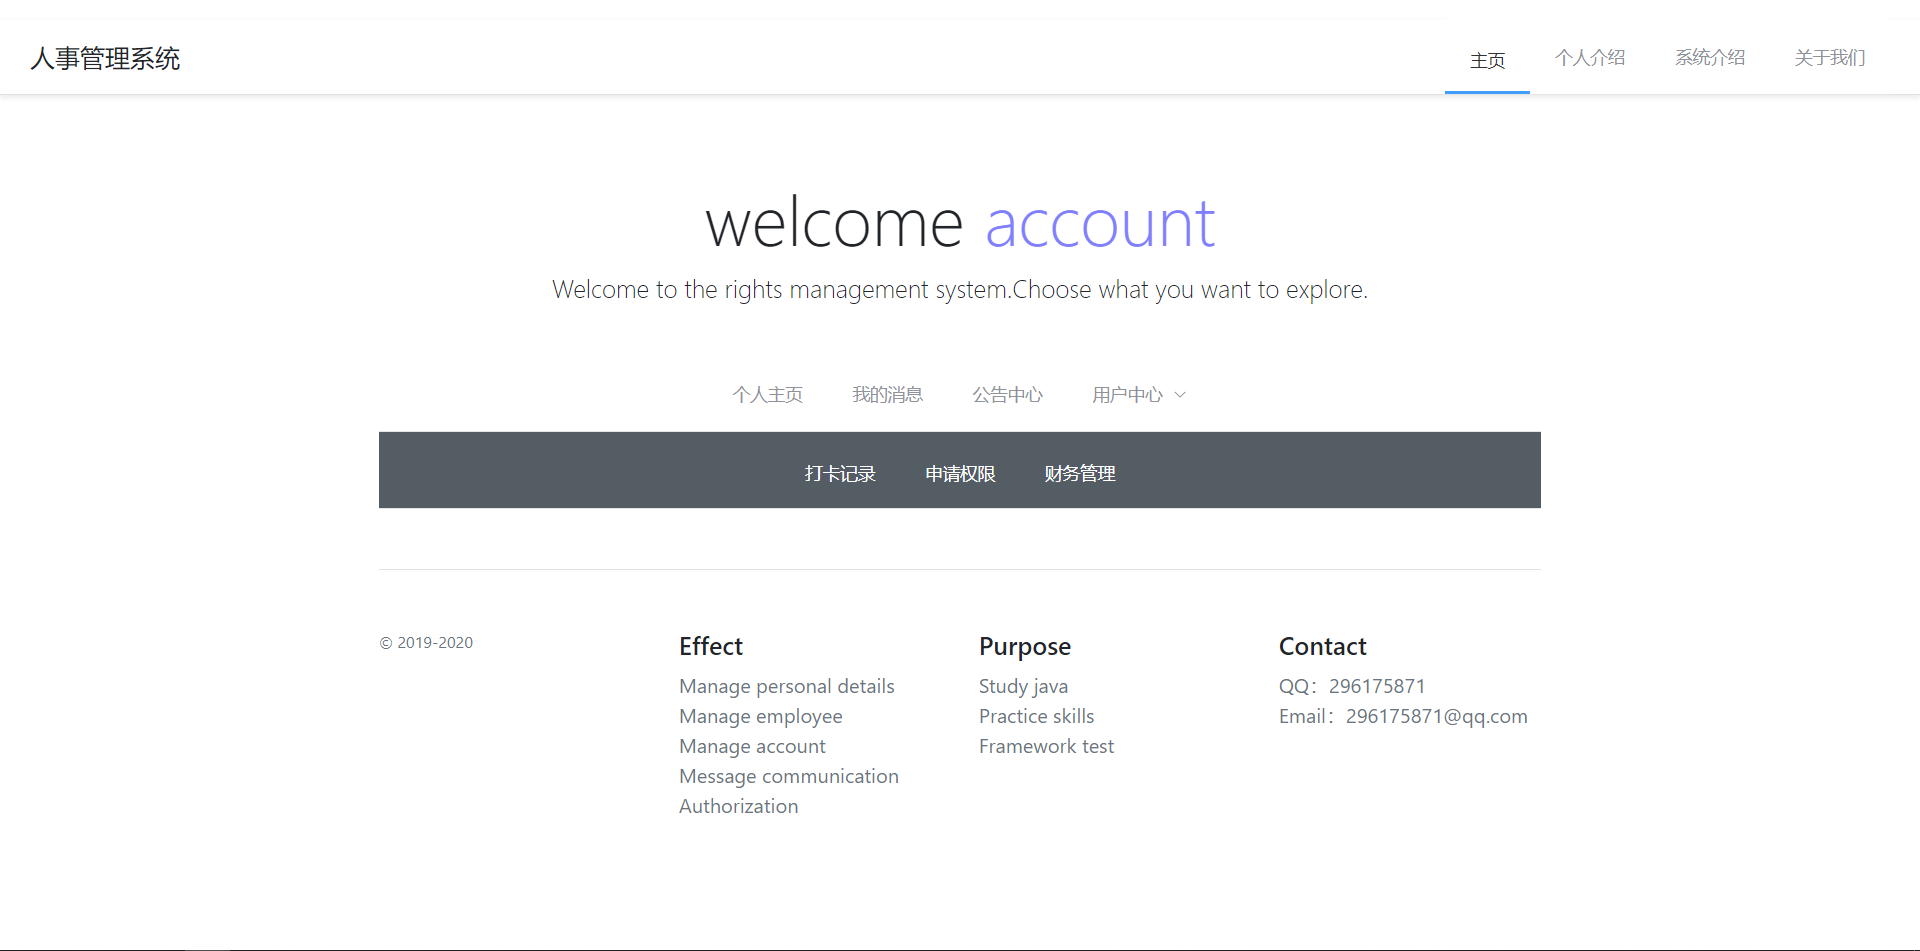 人事管理系统
主页 个人介绍 系统介绍 关于我们
welcome account
Welcome to the rights management system.Choose what you want to explore.
个人主页 我的消息 公告中心 用户中心
打卡记录 申请权限 财务管理
© 2019-2020
Effect
Manage personal details
Manage employee
Manage account
Message communication
Authorization
Purpose
Study java
Practice skills
Framework test
Contact
QQ：296175871
Email：296175871@qq.com